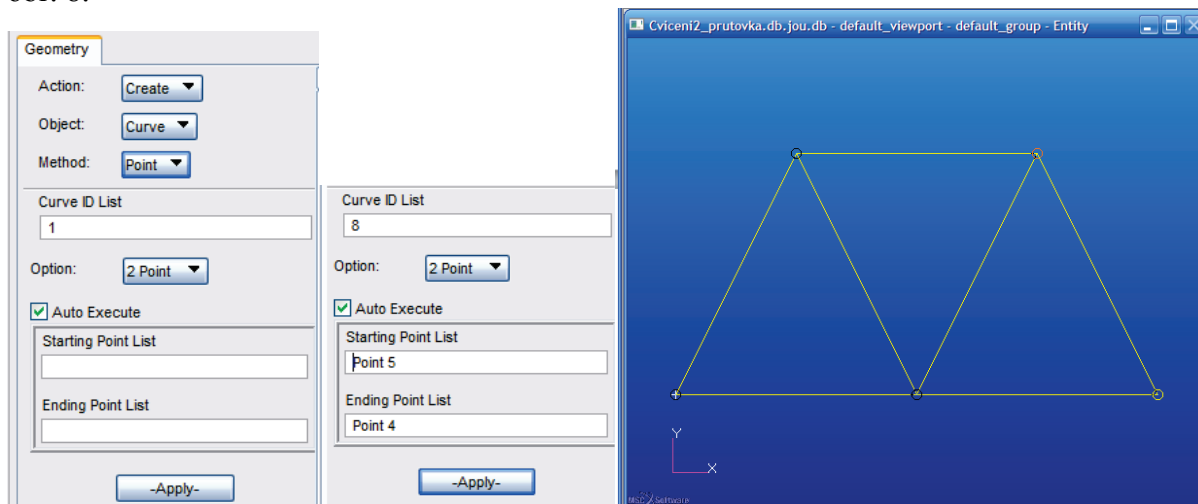 Geometry
Action:
Create
Object:
Curve
Method:
Point
Curve ID List
1
Option:
2 Point
Auto Execute
Starting Point List
Ending Point List
-Apply-
Curve ID List
8
Option:
2 Point
Auto Execute
Starting Point List
Point 5
Ending Point List
Point 4
-Apply-
Cviceni2_prutovka.db.jou.db - default_viewport - default_group - Entity
Y
X
MSC Software